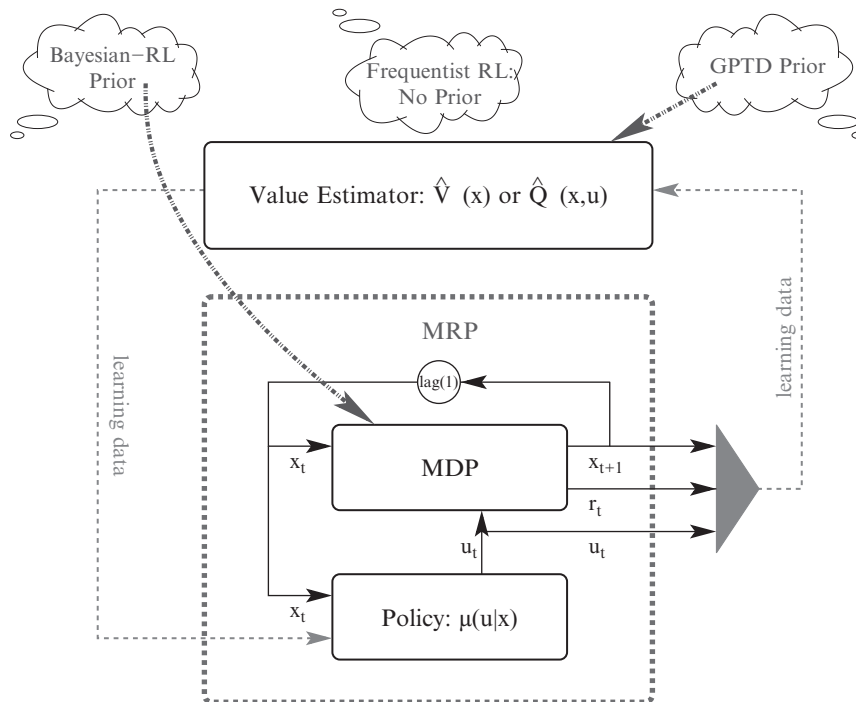 Bayesian−RL
Prior
Frequentist RL:
No Prior
GPTD Prior
Value Estimator: V̂ (x) or Q̂ (x,u)
MRP
learning data
learning data
lag(1)
x_t
MDP
x_{t+1}
r_t
u_t
u_t
x_t
Policy: μ(u|x)